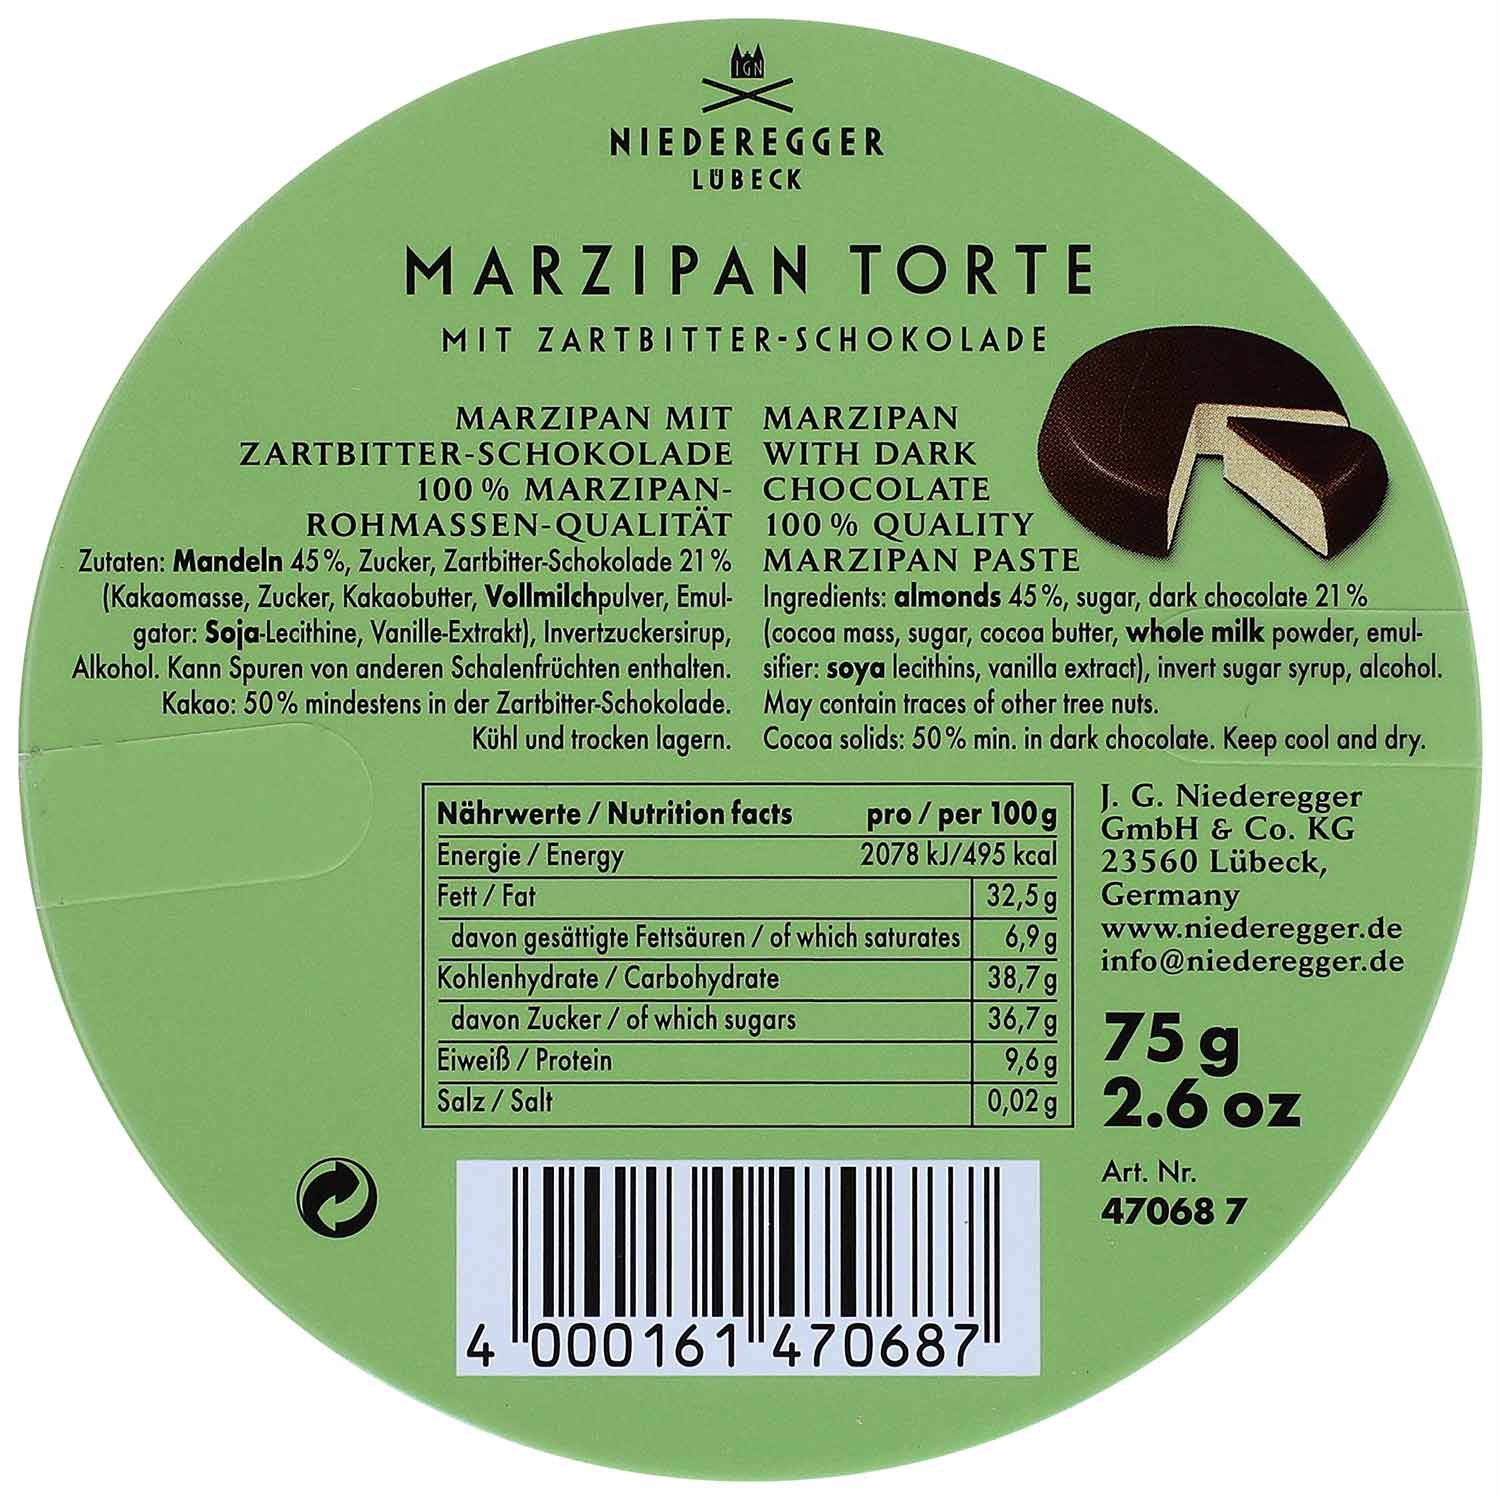 IGN
NIEDEREGGER
LÜBECK
MARZIPAN TORTE
MIT ZARTBITTER-SCHOKOLADE
MARZIPAN MIT
ZARTBITTER-SCHOKOLADE
100 % MARZIPAN-
ROHMASSEN-QUALITÄT
Zutaten: Mandeln 45 %, Zucker, Zartbitter-Schokolade 21 %
(Kakaomasse, Zucker, Kakaobutter, Vollmilchpulver, Emul-
gator: Soja-Lecithine, Vanille-Extrakt), Invertzuckersirup,
Alkohol. Kann Spuren von anderen Schalenfrüchten enthalten.
Kakao: 50 % mindestens in der Zartbitter-Schokolade.
Kühl und trocken lagern.
MARZIPAN
WITH DARK
CHOCOLATE
100 % QUALITY
MARZIPAN PASTE
Ingredients: almonds 45 %, sugar, dark chocolate 21 %
(cocoa mass, sugar, cocoa butter, whole milk powder, emul-
sifier: soya lecithins, vanilla extract), invert sugar syrup, alcohol.
May contain traces of other tree nuts.
Cocoa solids: 50 % min. in dark chocolate. Keep cool and dry.
Nährwerte / Nutrition facts pro / per 100 g
Energie / Energy 2078 kJ/495 kcal
Fett / Fat 32,5 g
davon gesättigte Fettsäuren / of which saturates 6,9 g
Kohlenhydrate / Carbohydrate 38,7 g
davon Zucker / of which sugars 36,7 g
Eiweiß / Protein 9,6 g
Salz / Salt 0,02 g
J. G. Niederegger
GmbH & Co. KG
23560 Lübeck,
Germany
www.niederegger.de
info@niederegger.de
75 g
2.6 oz
Art. Nr.
47068 7
4 000161 470687